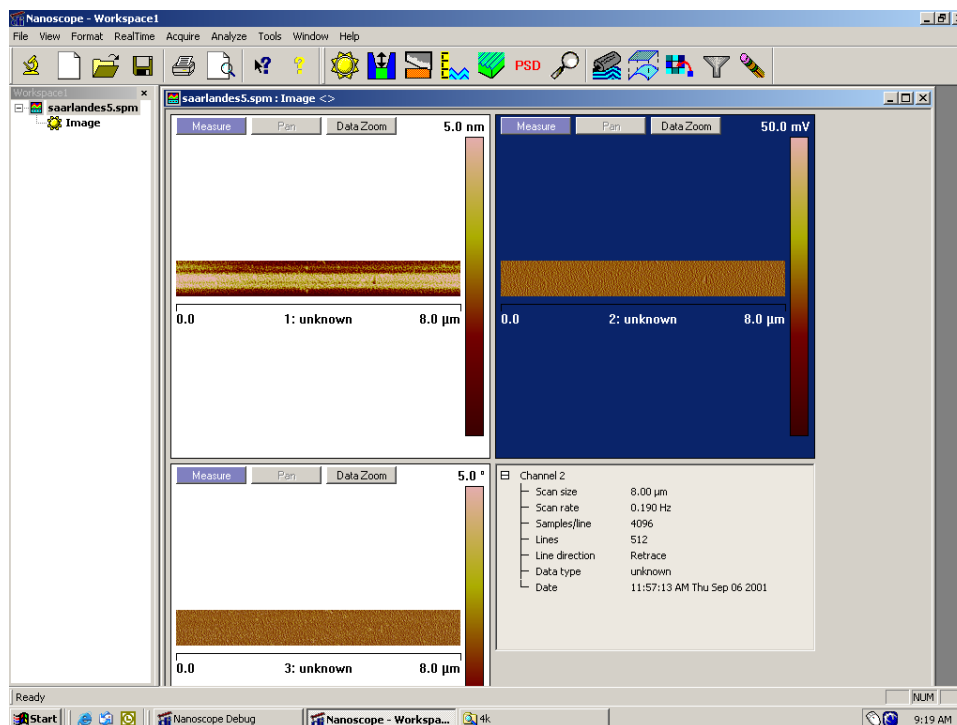 Nanoscope - Workspace1
File View Format RealTime Acquire Analyze Tools Window Help
PSD
Workspace1
saarlandes5.spm
Image
saarlandes5.spm : Image <>
Measure Pan Data Zoom 5.0 nm
0.0 1: unknown 8.0 µm
Measure Pan Data Zoom 50.0 mV
0.0 2: unknown 8.0 µm
Measure Pan Data Zoom 5.0 °
0.0 3: unknown 8.0 µm
Channel 2
Scan size 8.00 µm
Scan rate 0.190 Hz
Samples/line 4096
Lines 512
Line direction Retrace
Data type unknown
Date 11:57:13 AM Thu Sep 06 2001
Ready NUM
Start Nanoscope Debug Nanoscope - Workspa... 4k 9:19 AM